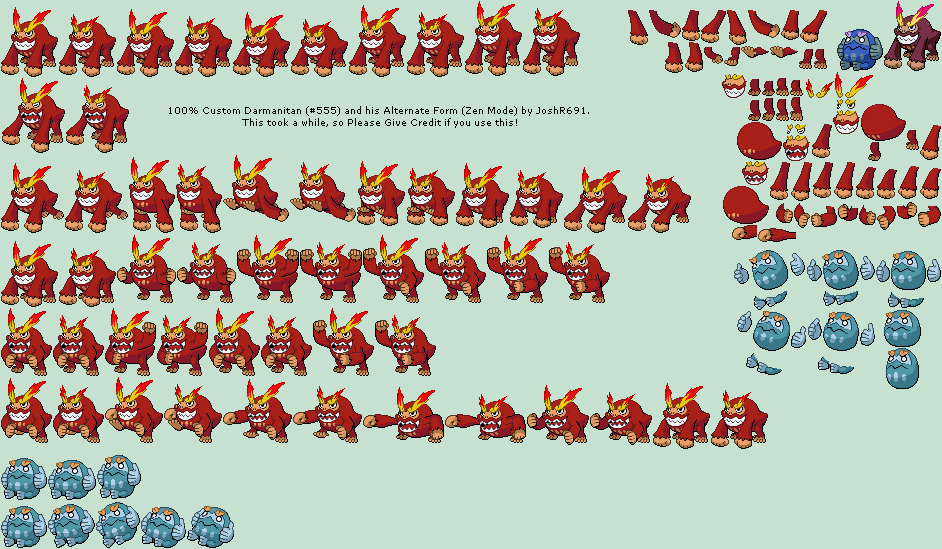 100% Custom Darmanitan (#555) and his Alternate Form (Zen Mode) by JoshR691.
This took a while, so Please Give Credit if you use this!